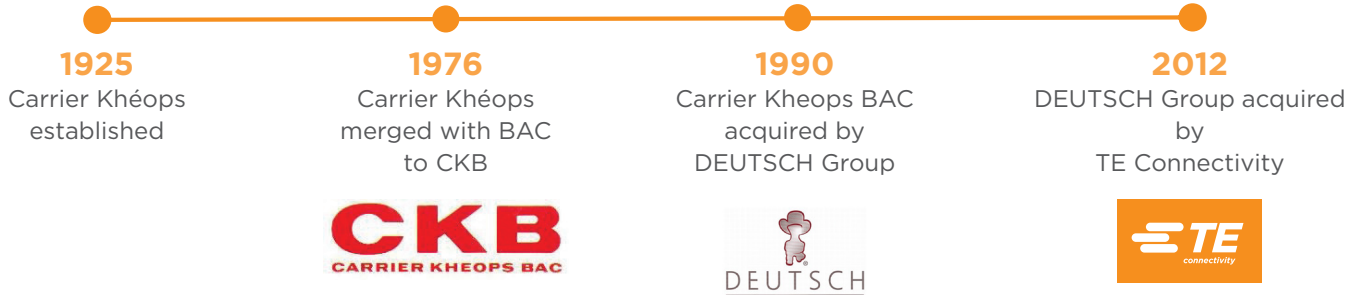 1925
Carrier Khéops
established
1976
Carrier Khéops
merged with BAC
to CKB
CKB
CARRIER KHEOPS BAC
1990
Carrier Kheops BAC
acquired by
DEUTSCH Group
DEUTSCH
2012
DEUTSCH Group acquired
by
TE Connectivity
TE
connectivity